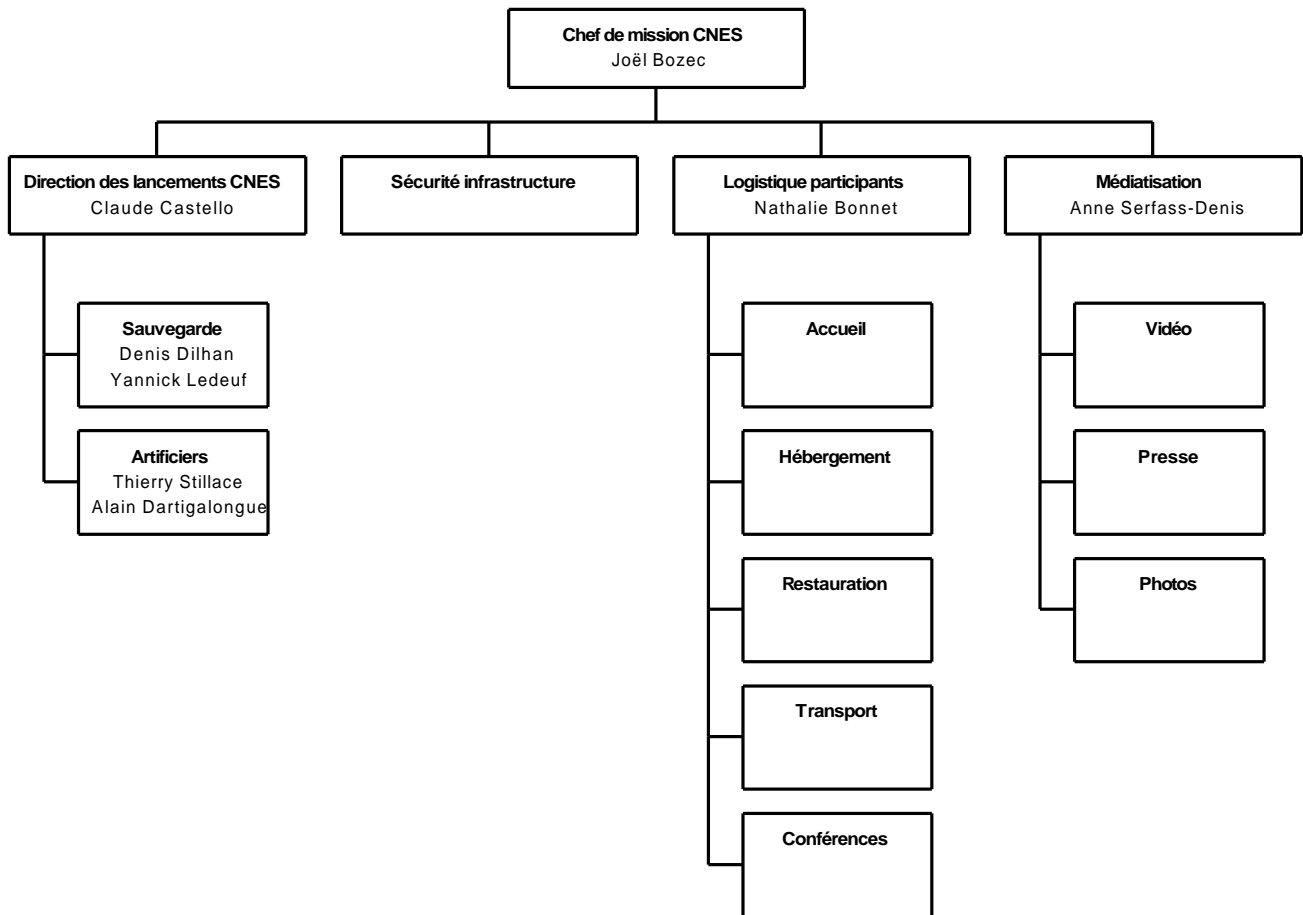 Chef de mission CNES
Joël Bozec
Direction des lancements CNES
Claude Castello
Sécurité infrastructure
Logistique participants
Nathalie Bonnet
Médiatisation
Anne Serfass-Denis
Sauvegarde
Denis Dilhan
Yannick Ledeuf
Artificiers
Thierry Stillace
Alain Dartigalongue
Accueil
Hébergement
Restauration
Transport
Conférences
Vidéo
Presse
Photos